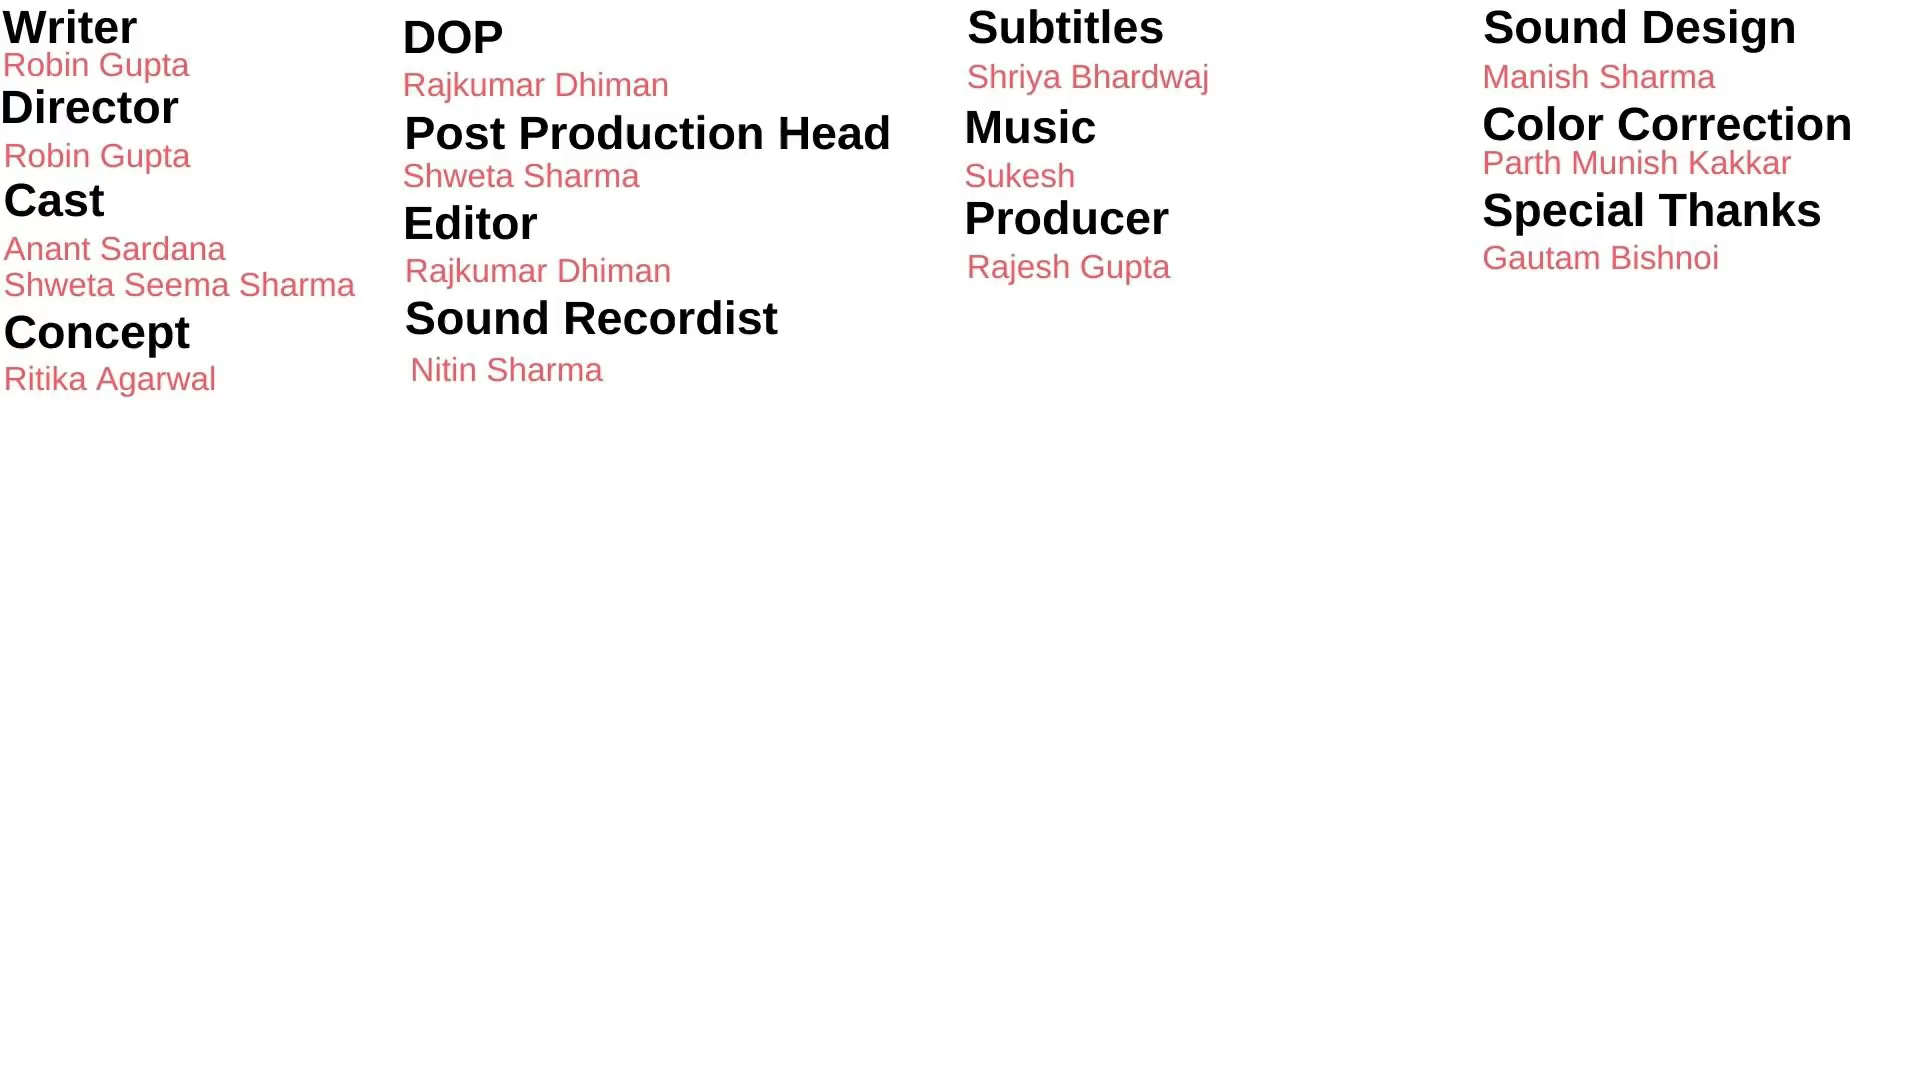 Writer
Robin Gupta
Director
Robin Gupta
Cast
Anant Sardana
Shweta Seema Sharma
Concept
Ritika Agarwal
DOP
Rajkumar Dhiman
Post Production Head
Shweta Sharma
Editor
Rajkumar Dhiman
Sound Recordist
Nitin Sharma
Subtitles
Shriya Bhardwaj
Music
Sukesh
Producer
Rajesh Gupta
Sound Design
Manish Sharma
Color Correction
Parth Munish Kakkar
Special Thanks
Gautam Bishnoi